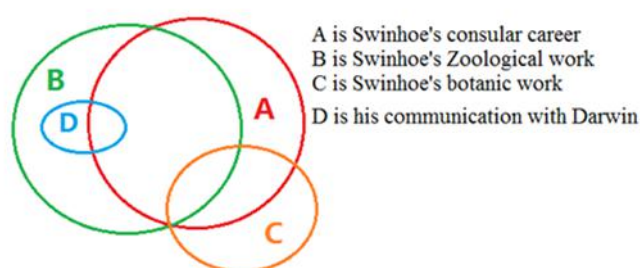 A is Swinhoe's consular career
B is Swinhoe's Zoological work
C is Swinhoe's botanic work
D is his communication with Darwin
B
D
A
C